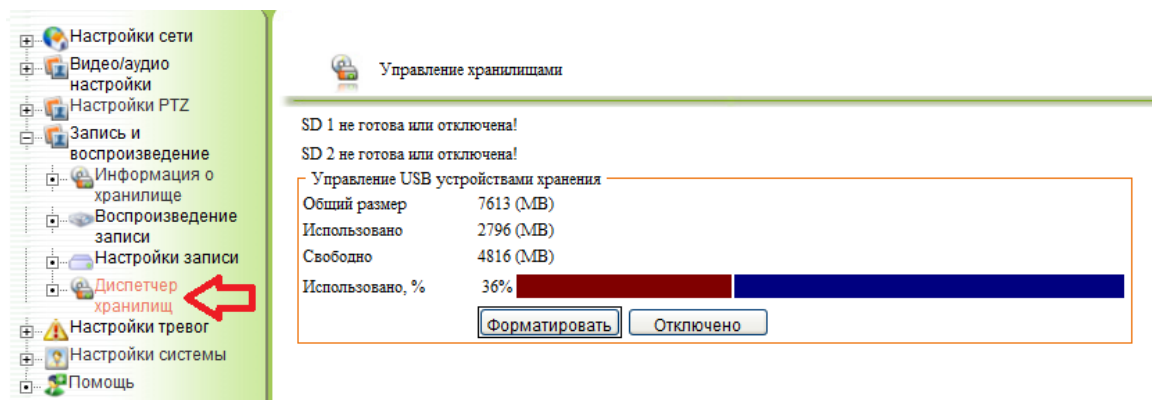 Настройки сети
Видео/аудио
настройки
Настройки PTZ
Запись и
воспроизведение
Информация о
хранилище
Воспроизведение
записи
Настройки записи
Диспетчер
хранилищ
Настройки тревог
Настройки системы
Помощь
Управление хранилищами
SD 1 не готова или отключена!
SD 2 не готова или отключена!
Управление USB устройствами хранения
Общий размер 7613 (MB)
Использовано 2796 (MB)
Свободно 4816 (MB)
Использовано, % 36%
Форматировать Отключено